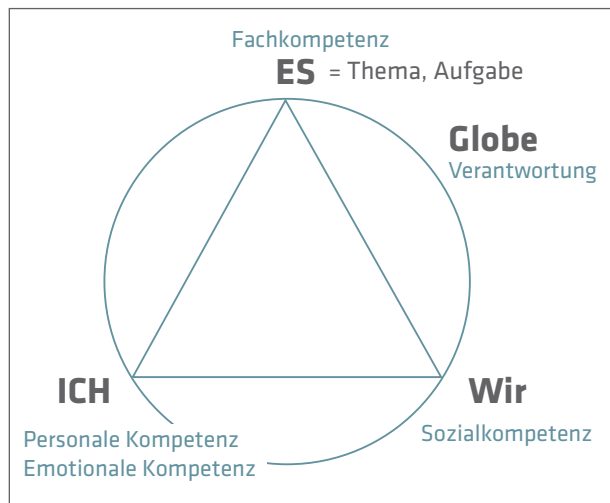 Fachkompetenz
ES = Thema, Aufgabe
Globe
Verantwortung
ICH
Personale Kompetenz
Emotionale Kompetenz
Wir
Sozialkompetenz